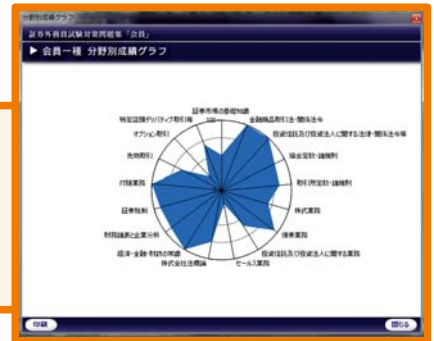 分野別成績グラフ
証券外務員試験対策問題集「会員」
▶ 会員一種 分野別成績グラフ
証券市場の基礎知識
100
金融商品取引法・関係法令
投資信託及び投資法人に関する法律・関係法令等
協会定款・諸規則
取引所定款・諸規則
株式業務
債券業務
投資信託及び投資法人に関する業務
セールス業務
株式会社法概論
経済・金融・財政の常識
財務諸表と企業分析
証券税制
付随業務
先物取引
オプション取引
特定店頭デリバティブ取引等
印刷
閉じる